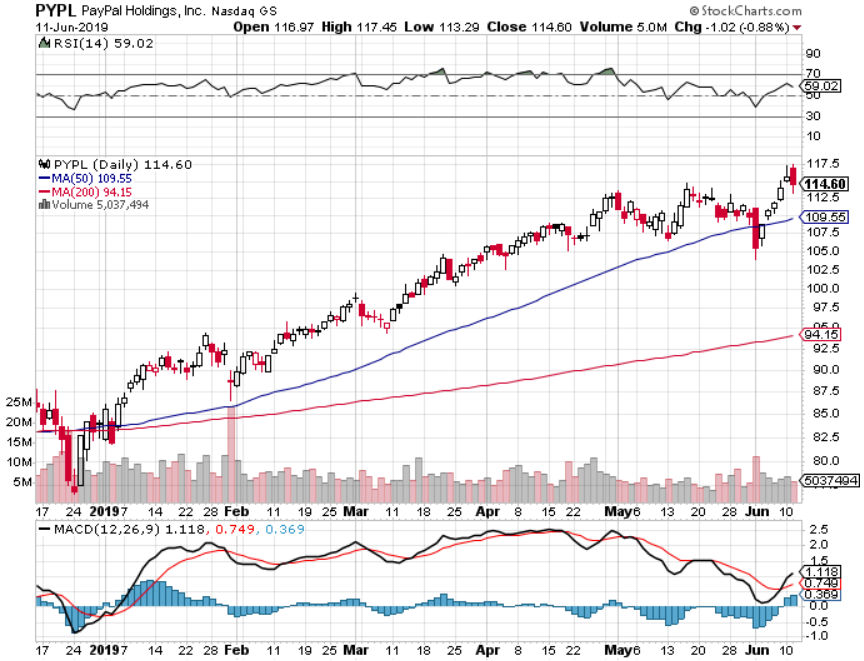 PYPL PayPal Holdings, Inc. Nasdaq GS
© StockCharts.com
11-Jun-2019
Open 116.97 High 117.45 Low 113.29 Close 114.60 Volume 5.0M Chg -1.02 (-0.88%)
RSI(14) 59.02
90
70
59.02
50
30
10
PYPL (Daily) 114.60
MA(50) 109.55
MA(200) 94.15
Volume 5,037,494
117.5
114.60
112.5
109.55
107.5
105.0
102.5
100.0
97.5
95.0
94.15
92.5
90.0
87.5
85.0
82.5
80.0
25M
20M
15M
10M
5M
5037494
17 24 2019 7 14 22 28 Feb 11 19 25 Mar 11 18 25 Apr 8 15 22 May 6 13 20 28 Jun 10
MACD(12,26,9) 1.118, 0.749, 0.369
2.5
2.0
1.5
1.118
0.749
0.369
0.0
-0.5
-1.0
17 24 2019 7 14 22 28 Feb 11 19 25 Mar 11 18 25 Apr 8 15 22 May 6 13 20 28 Jun 10